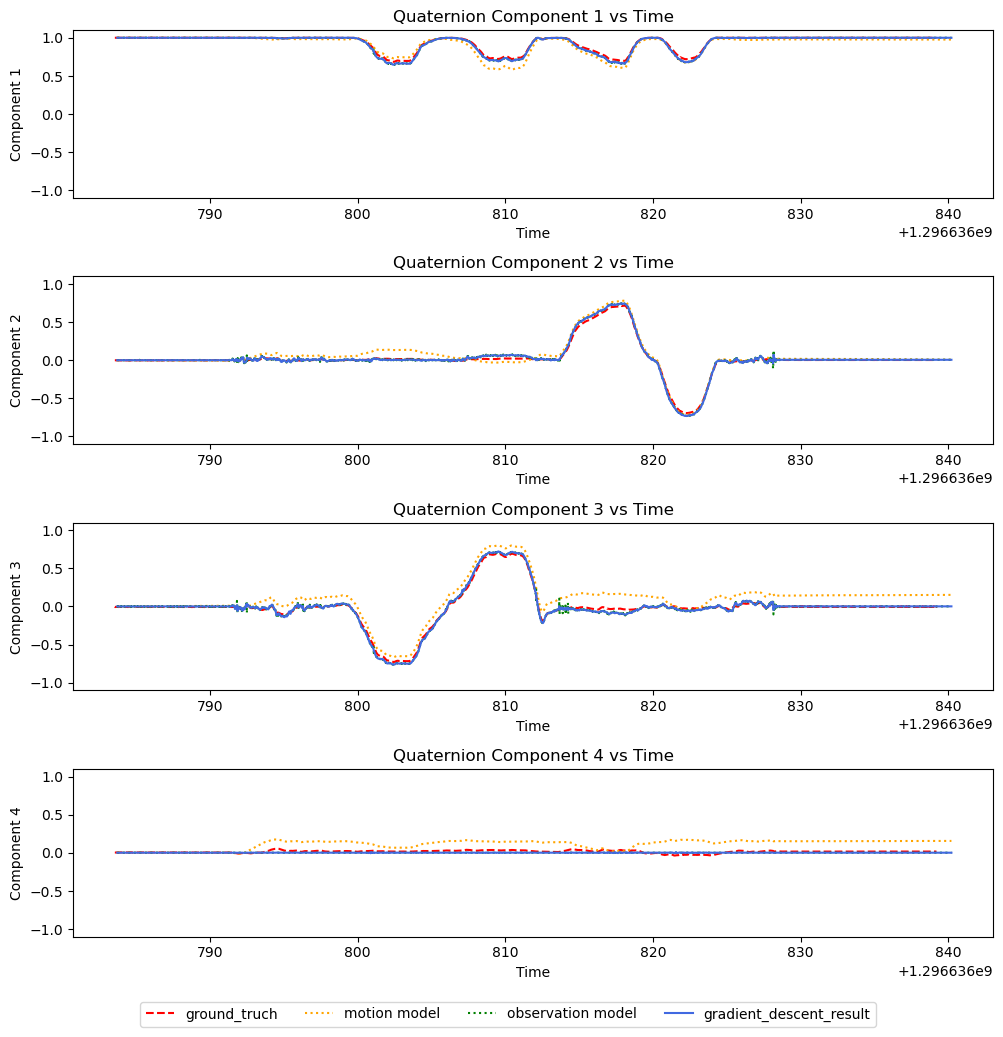 Quaternion Component 1 vs Time
1.0
0.5
0.0
−0.5
−1.0
Component 1
790 800 810 820 830 840
Time
+1.296636e9
Quaternion Component 2 vs Time
1.0
0.5
0.0
−0.5
−1.0
Component 2
790 800 810 820 830 840
Time
+1.296636e9
Quaternion Component 3 vs Time
1.0
0.5
0.0
−0.5
−1.0
Component 3
790 800 810 820 830 840
Time
+1.296636e9
Quaternion Component 4 vs Time
1.0
0.5
0.0
−0.5
−1.0
Component 4
790 800 810 820 830 840
Time
+1.296636e9
ground_truch motion model observation model gradient_descent_result